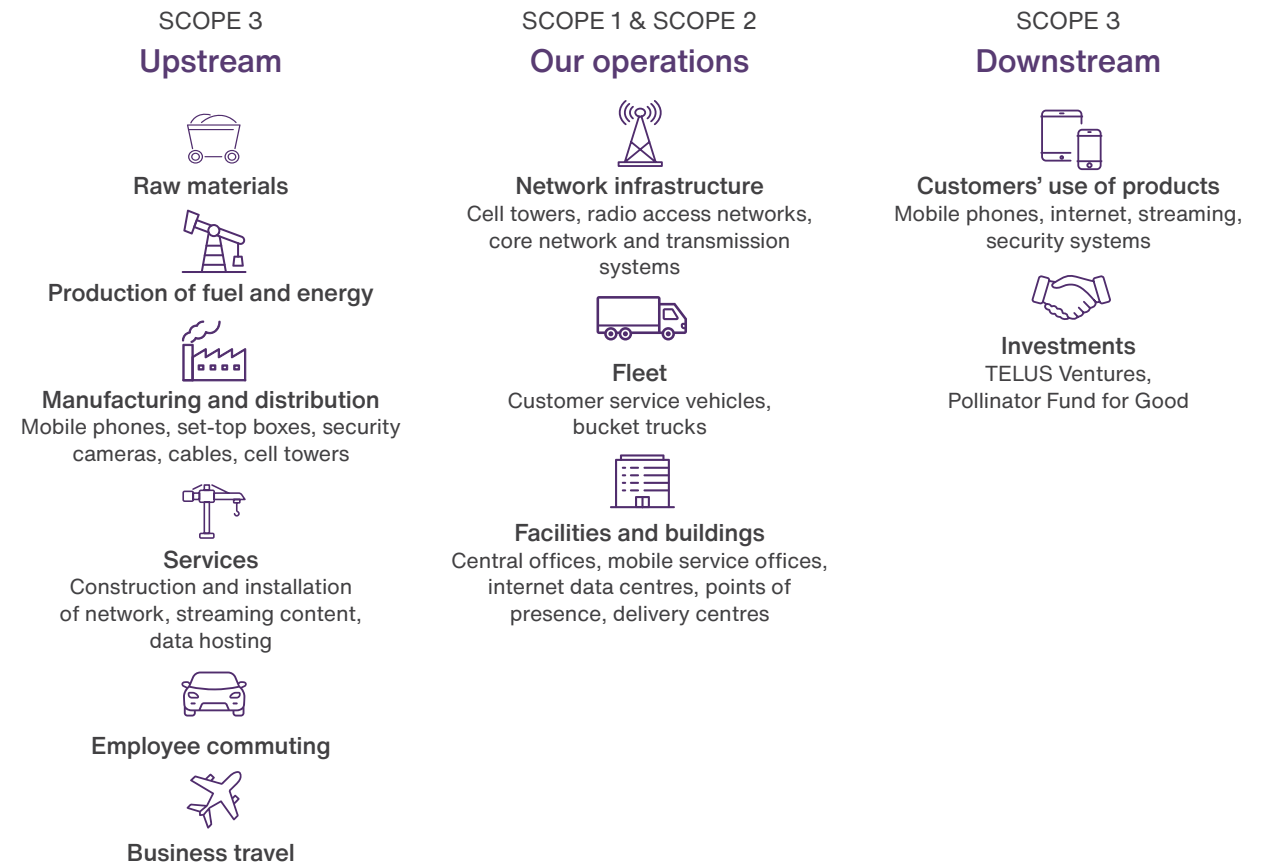 SCOPE 3
Upstream
Raw materials
Production of fuel and energy
Manufacturing and distribution
Mobile phones, set-top boxes, security
cameras, cables, cell towers
Services
Construction and installation
of network, streaming content,
data hosting
Employee commuting
Business travel
SCOPE 1 & SCOPE 2
Our operations
Network infrastructure
Cell towers, radio access networks,
core network and transmission
systems
Fleet
Customer service vehicles,
bucket trucks
Facilities and buildings
Central offices, mobile service offices,
internet data centres, points of
presence, delivery centres
SCOPE 3
Downstream
Customers’ use of products
Mobile phones, internet, streaming,
security systems
Investments
TELUS Ventures,
Pollinator Fund for Good